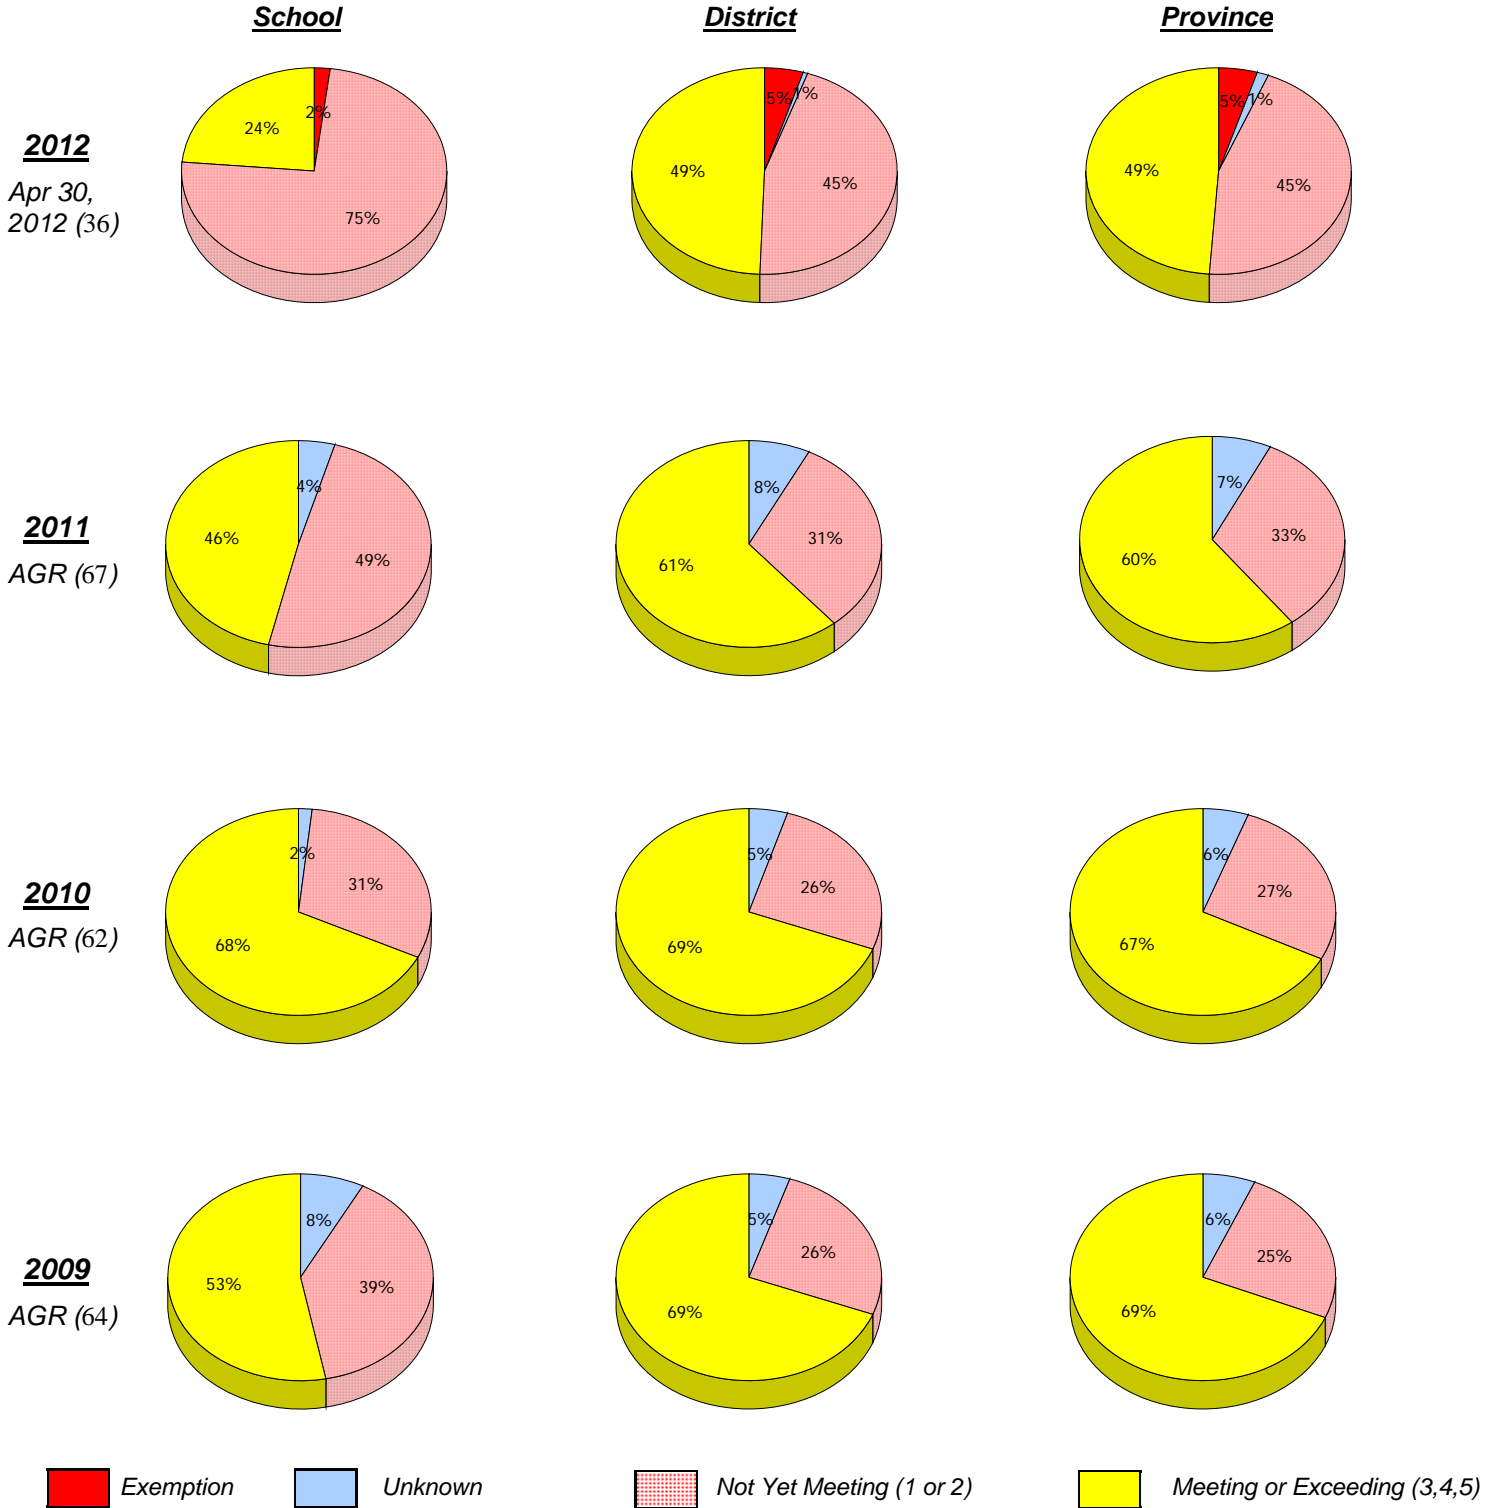 School District Province
2% 24% 75%
5% 1% 49% 45%
5% 1% 49% 45%
2012
Apr 30,
2012 (36)
4% 46% 49%
8% 31% 61%
7% 33% 60%
2011
AGR (67)
2% 31% 68%
5% 26% 69%
6% 27% 67%
2010
AGR (62)
8% 53% 39%
5% 26% 69%
6% 25% 69%
2009
AGR (64)
Exemption Unknown Not Yet Meeting (1 or 2) Meeting or Exceeding (3,4,5)